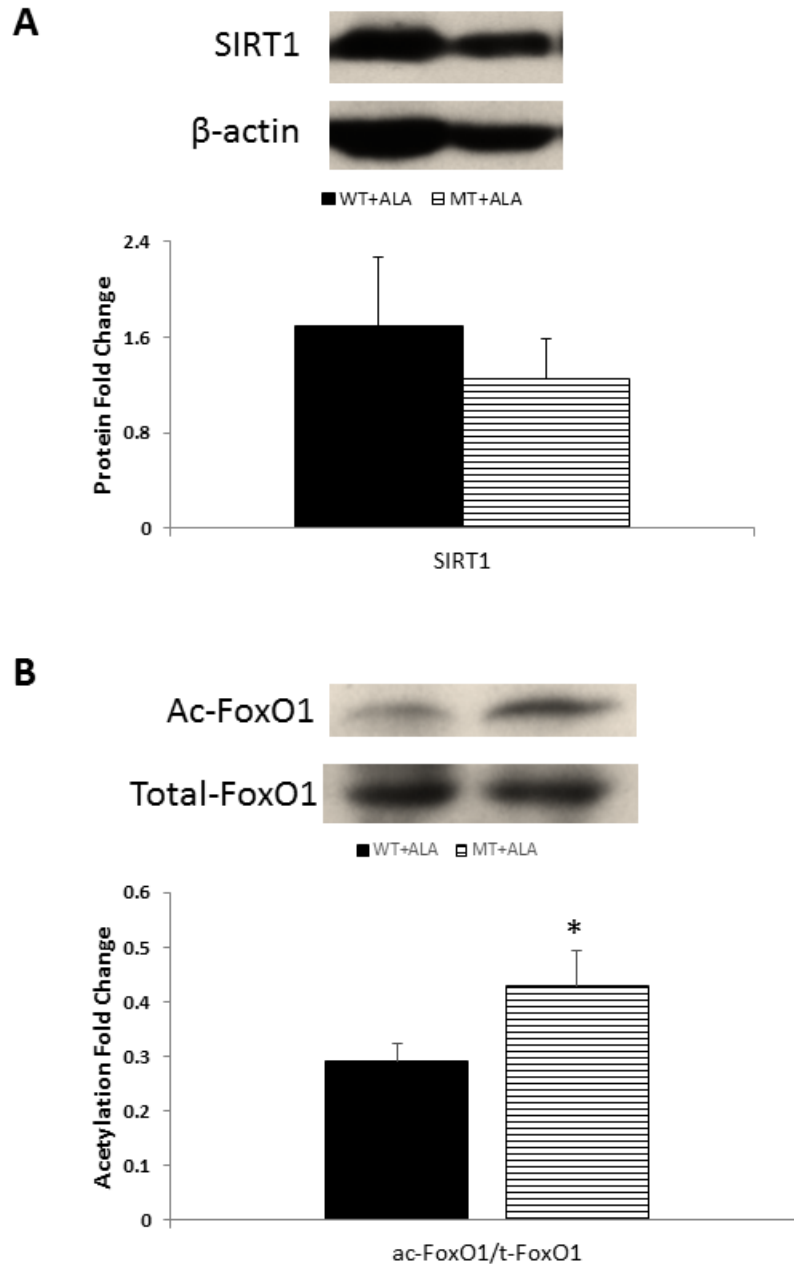 A
SIRT1
β-actin
WT+ALA MT+ALA
Protein Fold Change
2.4
1.6
0.8
0
SIRT1
B
Ac-FoxO1
Total-FoxO1
WT+ALA MT+ALA
Acetylation Fold Change
0.6
0.5
*
0.4
0.3
0.2
0.1
0
ac-FoxO1/t-FoxO1